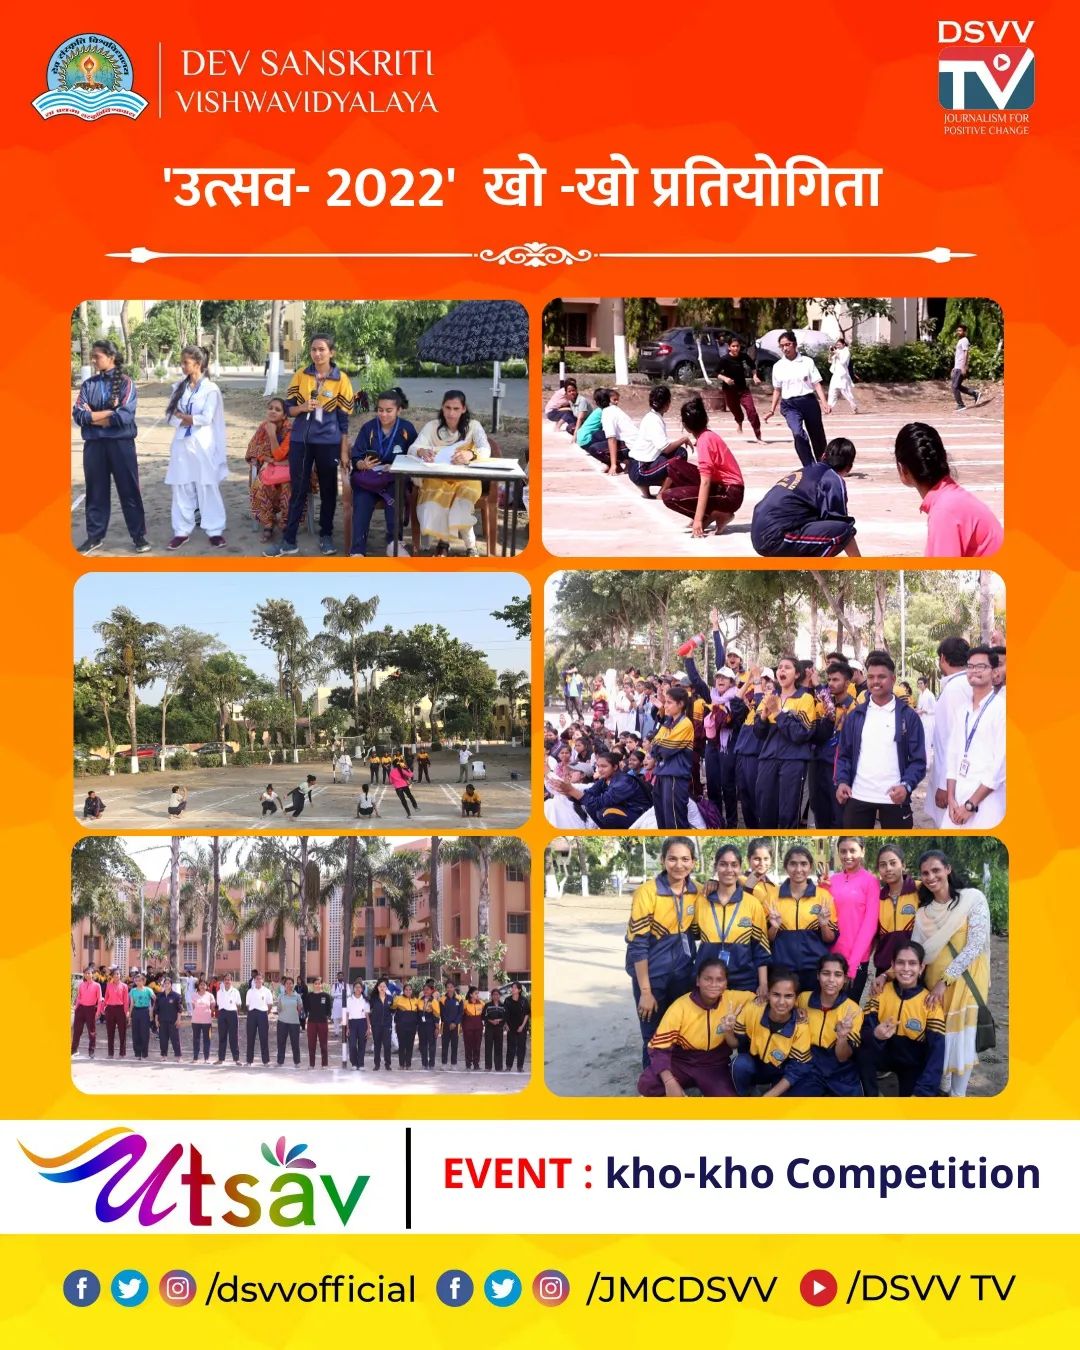 DEV SANSKRITI
VISHWAVIDYALAYA
DSVV
TV
JOURNALISM FOR
POSITIVE CHANGE
'उत्सव- 2022' खो -खो प्रतियोगिता
Utsav
EVENT : kho-kho Competition
/dsvvofficial /JMCDSVV /DSVV TV